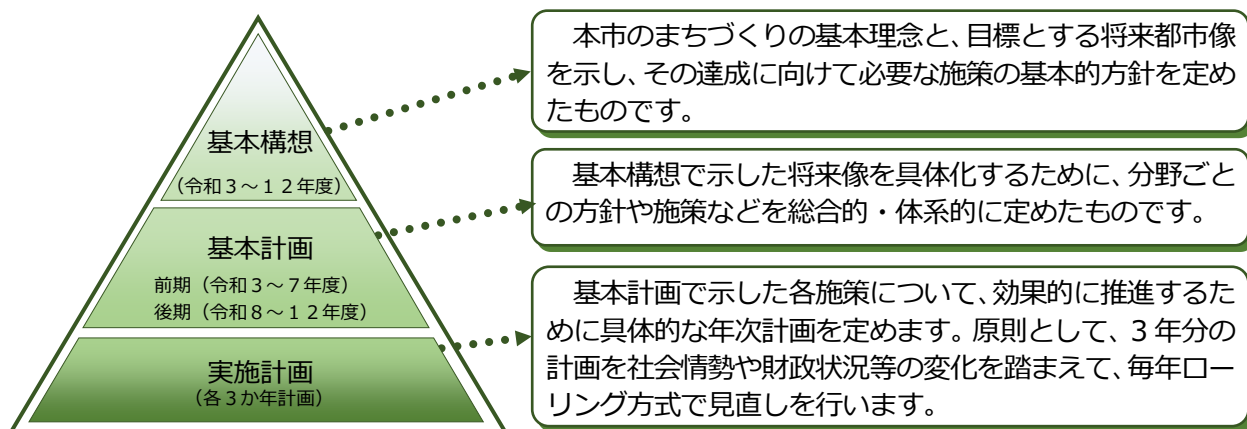 基本構想
（令和３～１２年度）
本市のまちづくりの基本理念と、目標とする将来都市像
を示し、その達成に向けて必要な施策の基本的方針を定め
たものです。
基本計画
前期（令和３～７年度）
後期（令和８～１２年度）
基本構想で示した将来像を具体化するために、分野ごと
の方針や施策などを総合的・体系的に定めたものです。
実施計画
（各３か年計画）
基本計画で示した各施策について、効果的に推進するた
めに具体的な年次計画を定めます。原則として、３年分の
計画を社会情勢や財政状況等の変化を踏まえて、毎年ロー
リング方式で見直しを行います。